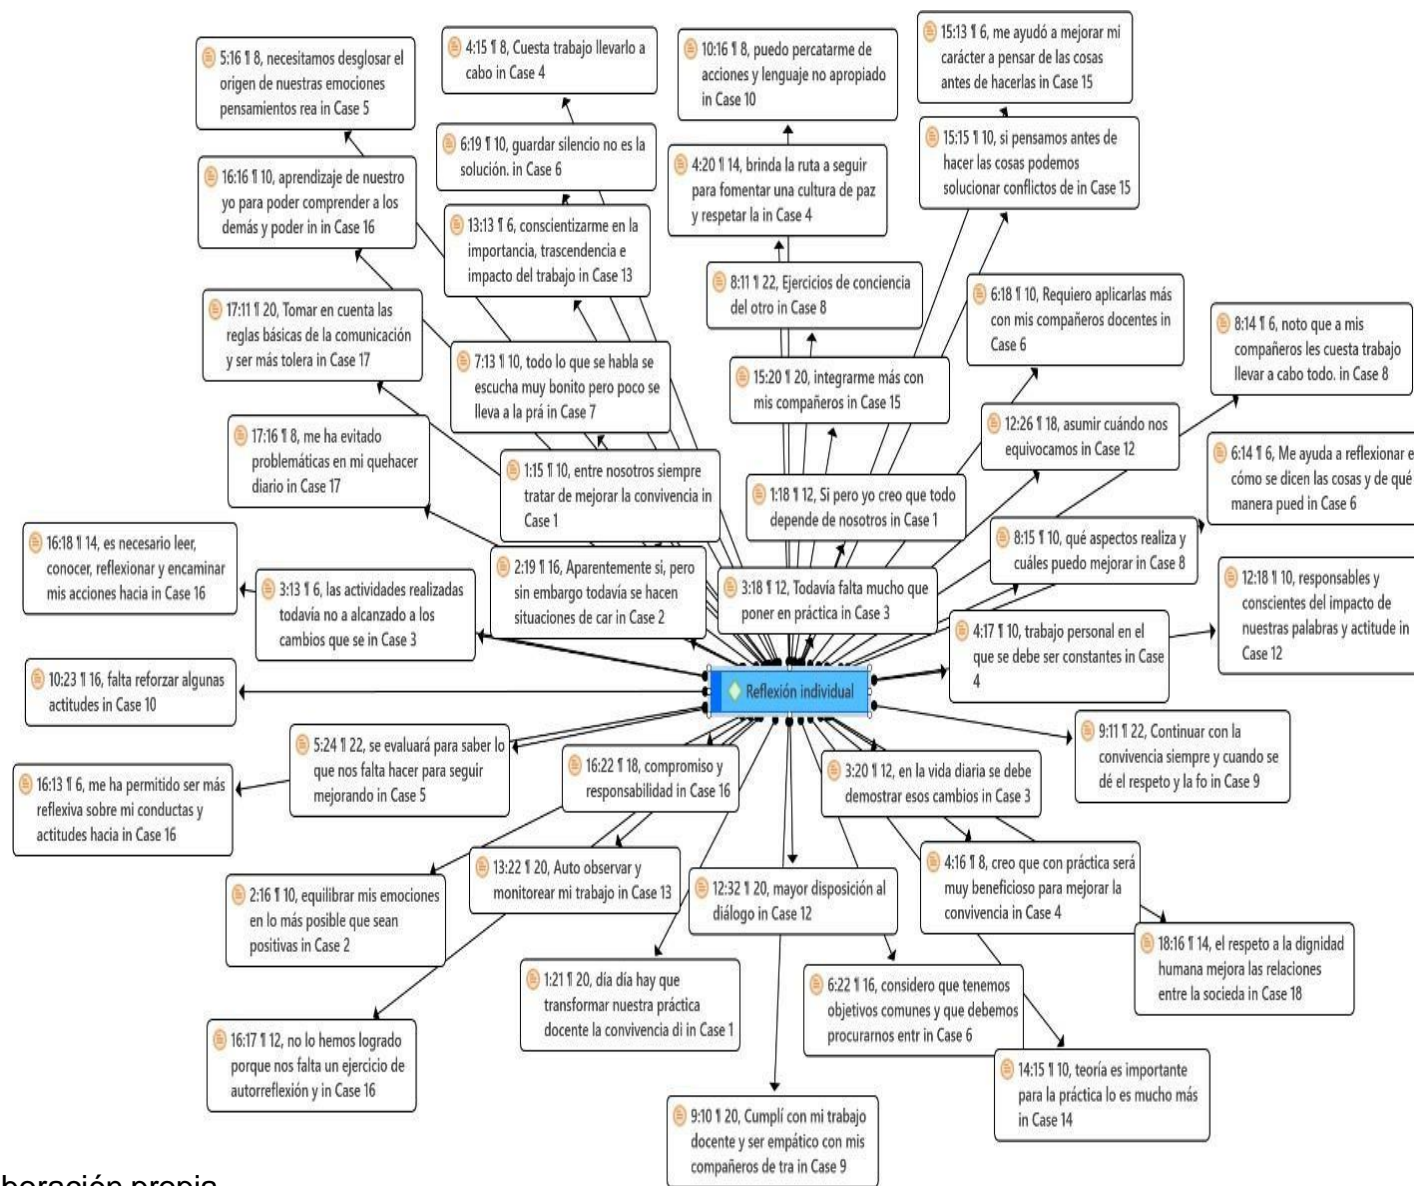 5:16 ¶ 8, necesitamos desglosar el
origen de nuestras emociones
pensamientos rea in Case 5
4:15 ¶ 8, Cuesta trabajo llevarlo a
cabo in Case 4
10:16 ¶ 8, puedo percatarme de
acciones y lenguaje no apropiado
in Case 10
15:13 ¶ 6, me ayudó a mejorar mi
carácter a pensar de las cosas
antes de hacerlas in Case 15
6:19 ¶ 10, guardar silencio no es la
solución. in Case 6
15:15 ¶ 10, si pensamos antes de
hacer las cosas podemos
solucionar conflictos de in Case 15
16:16 ¶ 10, aprendizaje de nuestro
yo para poder comprender a los
demás y poder in in Case 16
4:20 ¶ 14, brinda la ruta a seguir
para fomentar una cultura de paz
y respetar la in Case 4
13:13 ¶ 6, conscientizarme en la
importancia, trascendencia e
impacto del trabajo in Case 13
8:11 ¶ 22, Ejercicios de conciencia
del otro in Case 8
6:18 ¶ 10, Requiero aplicarlas más
con mis compañeros docentes in
Case 6
17:11 ¶ 20, Tomar en cuenta las
reglas básicas de la comunicación
y ser más tolera in Case 17
8:14 ¶ 6, noto que a mis
compañeros les cuesta trabajo
llevar a cabo todo. in Case 8
7:13 ¶ 10, todo lo que se habla se
escucha muy bonito pero poco se
lleva a la prá in Case 7
15:20 ¶ 20, integrarme más con
mis compañeros in Case 15
12:26 ¶ 18, asumir cuándo nos
equivocamos in Case 12
17:16 ¶ 8, me ha evitado
problemáticas en mi quehacer
diario in Case 17
6:14 ¶ 6, Me ayuda a reflexionar e
cómo se dicen las cosas y de qué
manera pued in Case 6
1:15 ¶ 10, entre nosotros siempre
tratar de mejorar la convivencia in
Case 1
1:18 ¶ 12, Si pero yo creo que todo
depende de nosotros in Case 1
8:15 ¶ 10, qué aspectos realiza y
cuáles puedo mejorar in Case 8
16:18 ¶ 14, es necesario leer,
conocer, reflexionar y encaminar
mis acciones hacia in Case 16
2:19 ¶ 16, Aparentemente si, pero
sin embargo todavía se hacen
situaciones de car in Case 2
3:18 ¶ 12, Todavía falta mucho que
poner en práctica in Case 3
12:18 ¶ 10, responsables y
conscientes del impacto de
nuestras palabras y actitude in
Case 12
3:13 ¶ 6, las actividades realizadas
todavía no a alcanzado a los
cambios que se in Case 3
4:17 ¶ 10, trabajo personal en el
que se debe ser constantes in Case
4
10:23 ¶ 16, falta reforzar algunas
actitudes in Case 10
Reflexión individual
9:11 ¶ 22, Continuar con la
convivencia siempre y cuando se
dé el respeto y la fo in Case 9
5:24 ¶ 22, se evaluará para saber lo
que nos falta hacer para seguir
mejorando in Case 5
16:22 ¶ 18, compromiso y
responsabilidad in Case 16
3:20 ¶ 12, en la vida diaria se debe
demostrar esos cambios in Case 3
16:13 ¶ 6, me ha permitido ser más
reflexiva sobre mi conductas y
actitudes hacia in Case 16
13:22 ¶ 20, Auto observar y
monitorear mi trabajo in Case 13
4:16 ¶ 8, creo que con práctica será
muy beneficioso para mejorar la
convivencia in Case 4
2:16 ¶ 10, equilibrar mis emociones
en lo más posible que sean
positivas in Case 2
12:32 ¶ 20, mayor disposición al
diálogo in Case 12
18:16 ¶ 14, el respeto a la dignidad
humana mejora las relaciones
entre la socieda in Case 18
1:21 ¶ 20, día día hay que
transformar nuestra práctica
docente la convivencia di in Case 1
6:22 ¶ 16, considero que tenemos
objetivos comunes y que debemos
procurarnos entr in Case 6
16:17 ¶ 12, no lo hemos logrado
porque nos falta un ejercicio de
autorreflexión y in Case 16
14:15 ¶ 10, teoría es importante
para la práctica lo es mucho más
in Case 14
9:10 ¶ 20, Cumplí con mi trabajo
docente y ser empático con mis
compañeros de tra in Case 9
boración propia